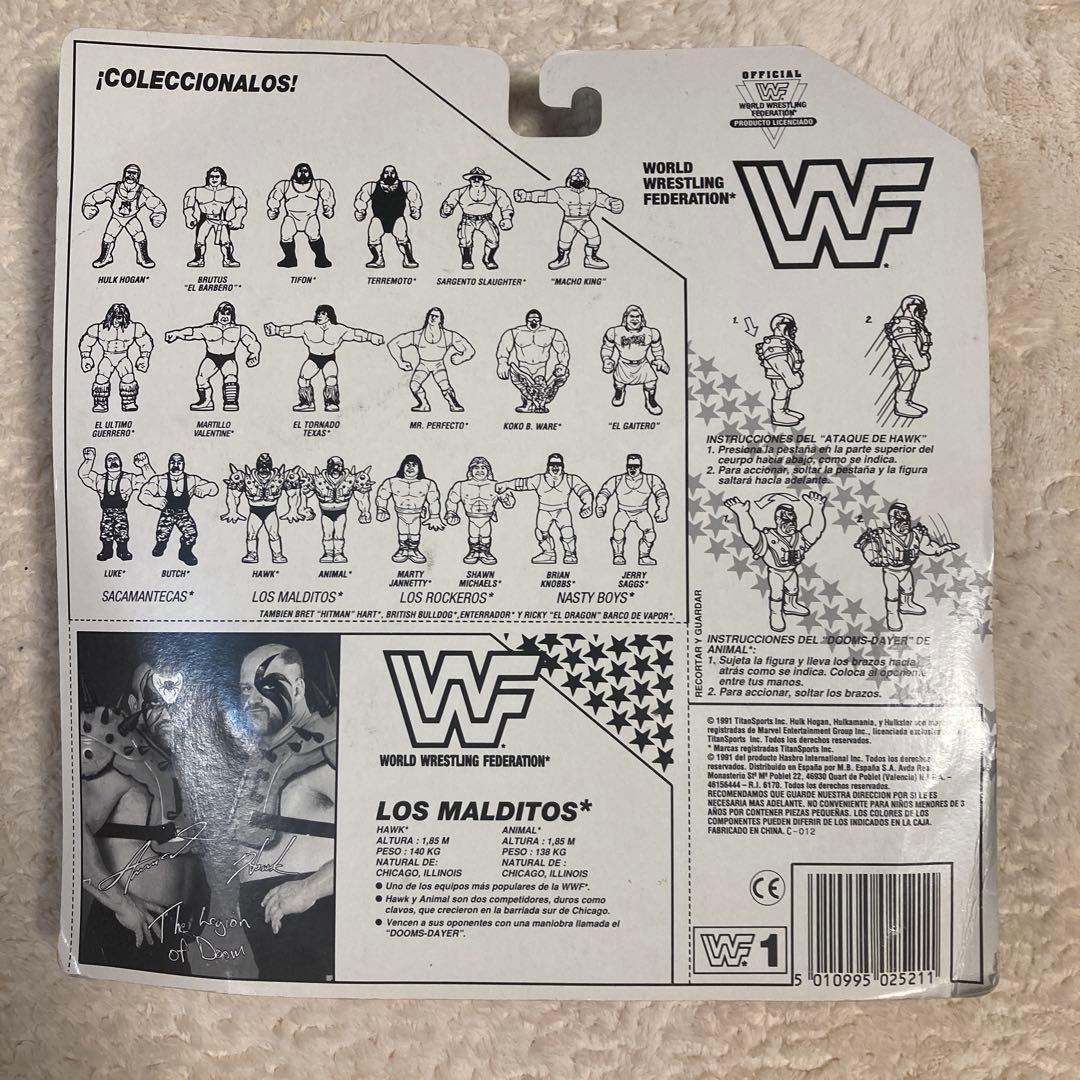 ¡COLECCIONALOS!
OFFICIAL
WF
WORLD WRESTLING
FEDERATION*
PRODUCTO LICENCIADO
WORLD
WRESTLING
FEDERATION*
WF
HULK HOGAN*
BRUTUS
"EL BARBERO"*
TIFON*
TERREMOTO*
SARGENTO SLAUGHTER*
"MACHO KING"
EL ULTIMO
GUERRERO*
MARTILLO
VALENTINE*
EL TORNADO
TEXAS*
MR. PERFECTO*
KOKO B. WARE*
"EL GAITERO"
LUKE*
BUTCH*
HAWK*
ANIMAL*
MARTY
JANNETTY*
SHAWN
MICHAELS*
BRIAN
KNOBBS*
JERRY
SAGGS*
SACAMANTECAS*
LOS MALDITOS*
LOS ROCKEROS*
NASTY BOYS*
TAMBIEN BRET "HITMAN" HART*, BRITISH BULLDOG*, ENTERRADOR* Y RICKY "EL DRAGON" BARCO DE VAPOR*.
1.
2.
INSTRUCCIONES DEL "ATAQUE DE HAWK"
1. Presiona la pestaña en la parte superior del
ceurpo hacia abajo, como se indica.
2. Para accionar, soltar la pestaña y la figura
saltará hacia adelante.
1.
2.
INSTRUCCIONES DEL "DOOMS-DAYER" DE
ANIMAL*:
1. Sujeta la figura y lleva los brazos hacia
atrás como se indica. Coloca al oponente
entre tus manos.
2. Para accionar, soltar los brazos.
RECORTAR Y GUARDAR
Animal
Hawk
The Legion
of Doom
WF
WORLD WRESTLING FEDERATION*
LOS MALDITOS*
HAWK*
ALTURA : 1,85 M
PESO : 140 KG
NATURAL DE:
CHICAGO, ILLINOIS
ANIMAL*
ALTURA : 1,85 M
PESO : 138 KG
NATURAL DE :
CHICAGO, ILLINOIS
● Uno de los equipos más populares de la WWF*.
● Hawk y Animal son dos competidores, duros como
clavos, que crecieron en la barriada sur de Chicago.
● Vencen a sus oponentes con una maniobra llamada el
"DOOMS-DAYER".
© 1991 TitanSports Inc. Hulk Hogan, Hulkamania, y Hulkster son
registradas de Marvel Entertainment Group Inc., licenciada
TitanSports Inc. Todos los derechos reservados.
* Marcas registradas TitanSports Inc.
© 1991 del producto Hasbro International Inc. Todos los
reservados. Distribuido en España por M.B. España S.A. Avda
Monasterio Stª Mª Poblet 22, 46930 Quart de Poblet (Valencia)
46156444 – R.I. 6170. Todos los derechos reservados.
RECOMENDAMOS QUE GUARDE NUESTRA DIRECCION POR SI LE ES
NECESARIA MAS ADELANTE. NO CONVENIENTE PARA NIÑOS MENORES DE 3
AÑOS POR CONTENER PIEZAS PEQUEÑAS. LOS COLORES DE LOS
COMPONENTES PUEDEN DIFERIR DE LOS INDICADOS EN LA CAJA.
FABRICADO EN CHINA. C-012
CE
WF 1
5 010995 025211